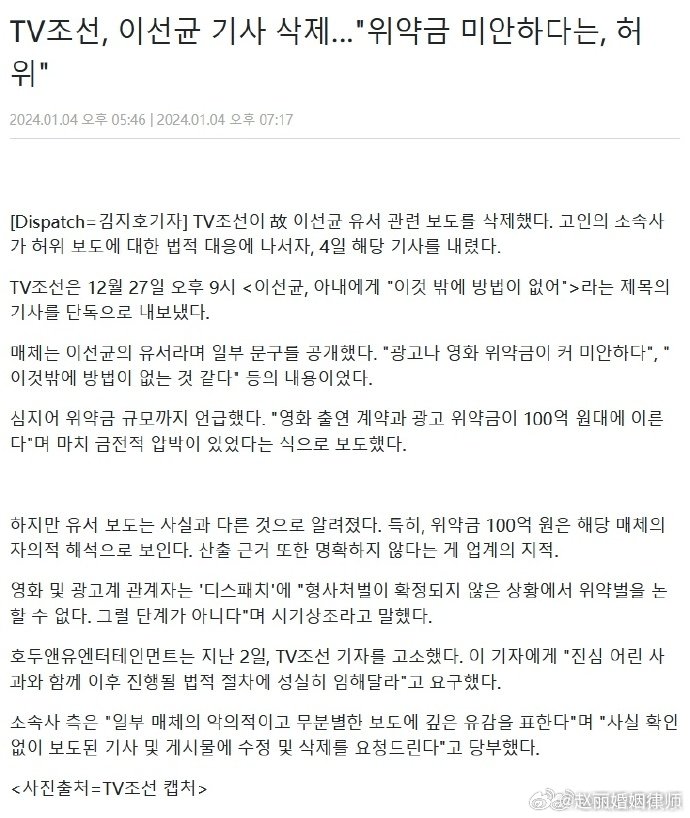 TV조선, 이선균 기사 삭제..."위약금 미안하다는, 허
위"
2024.01.04 오후 05:46 | 2024.01.04 오후 07:17
[Dispatch=김지호기자] TV조선이 故 이선균 유서 관련 보도를 삭제했다. 고인의 소속사
가 허위 보도에 대한 법적 대응에 나서자, 4일 해당 기사를 내렸다.
TV조선은 12월 27일 오후 9시 <이선균, 아내에게 "이것 밖에 방법이 없어">라는 제목의
기사를 단독으로 내보냈다.
매체는 이선균의 유서라며 일부 문구를 공개했다. "광고나 영화 위약금이 커 미안하다", "
이것밖에 방법이 없는 것 같다" 등의 내용이었다.
심지어 위약금 규모까지 언급했다. "영화 출연 계약과 광고 위약금이 100억 원대에 이른
다"며 마치 금전적 압박이 있었다는 식으로 보도했다.
하지만 유서 보도는 사실과 다른 것으로 알려졌다. 특히, 위약금 100억 원은 해당 매체의
자의적 해석으로 보인다. 산출 근거 또한 명확하지 않다는 게 업계의 지적.
영화 및 광고계 관계자는 '디스패치'에 "형사처벌이 확정되지 않은 상황에서 위약벌을 논
할 수 없다. 그럴 단계가 아니다"며 시기상조라고 말했다.
호두앤유엔터테인먼트는 지난 2일, TV조선 기자를 고소했다. 이 기자에게 "진심 어린 사
과와 함께 이후 진행될 법적 절차에 성실히 임해달라"고 요구했다.
소속사 측은 "일부 매체의 악의적이고 무분별한 보도에 깊은 유감을 표한다"며 "사실 확인
없이 보도된 기사 및 게시물에 수정 및 삭제를 요청드린다"고 당부했다.
<사진출처=TV조선 캡처>
@赵丽婚姻律师